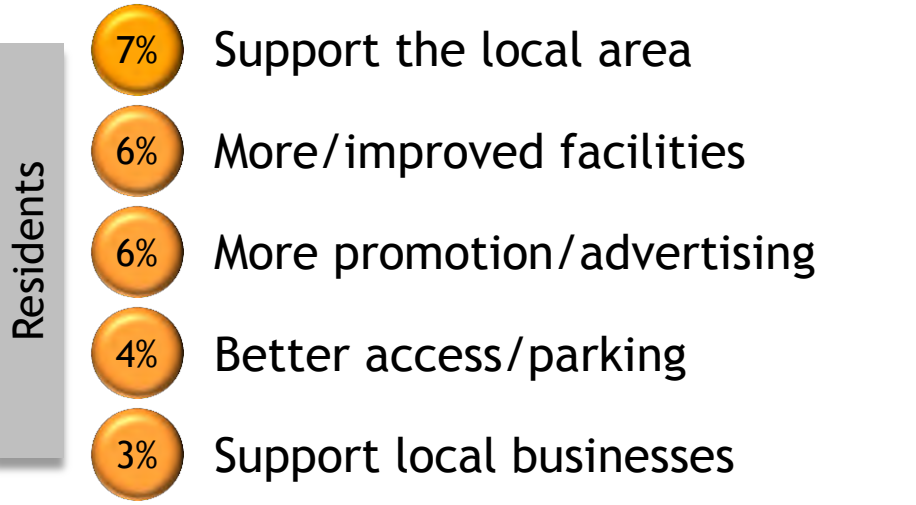 Residents
7% Support the local area
6% More/improved facilities
6% More promotion/advertising
4% Better access/parking
3% Support local businesses